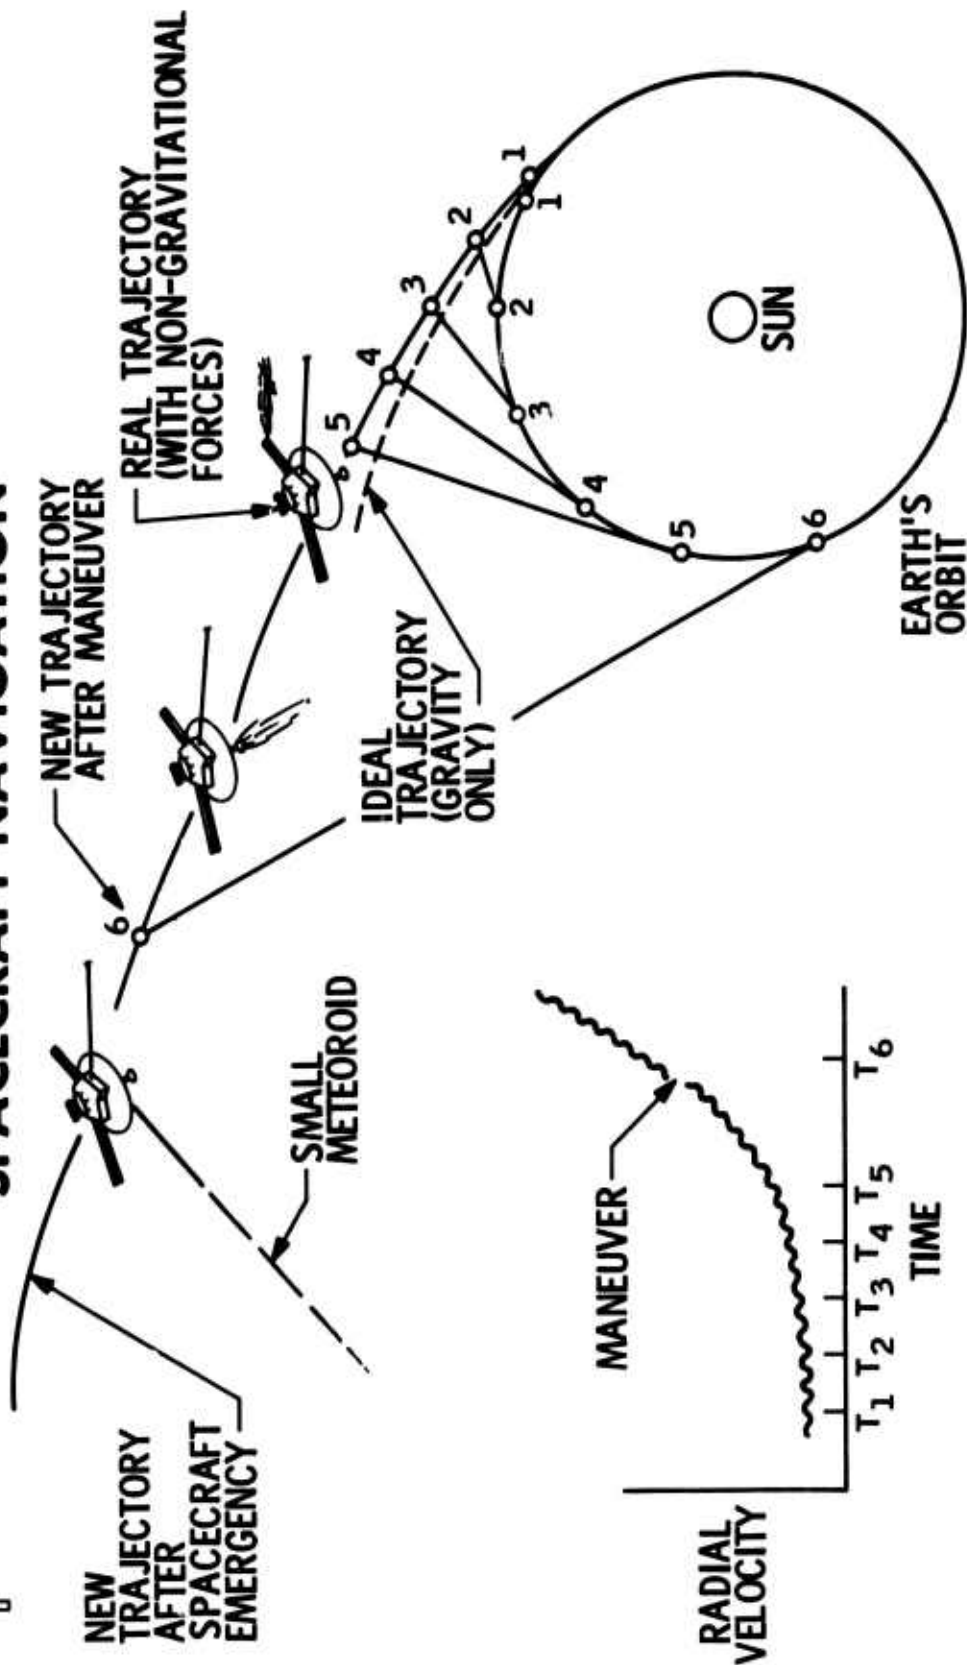 SPACECRAFT NAVIGATION
NEW TRAJECTORY
AFTER MANEUVER
REAL TRAJECTORY
(WITH NON-GRAVITATIONAL
FORCES)
NEW
TRAJECTORY
AFTER
SPACECRAFT
EMERGENCY
SMALL
METEOROID
IDEAL
TRAJECTORY
(GRAVITY
ONLY)
6
5
4
3
2
1
1
2
3
4
5
6
SUN
EARTH'S
ORBIT
MANEUVER
RADIAL
VELOCITY
T1 T2 T3 T4 T5 T6
TIME